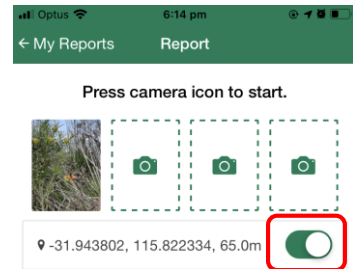 Optus 6:14 pm
← My Reports Report
Press camera icon to start.
-31.943802, 115.822334, 65.0m